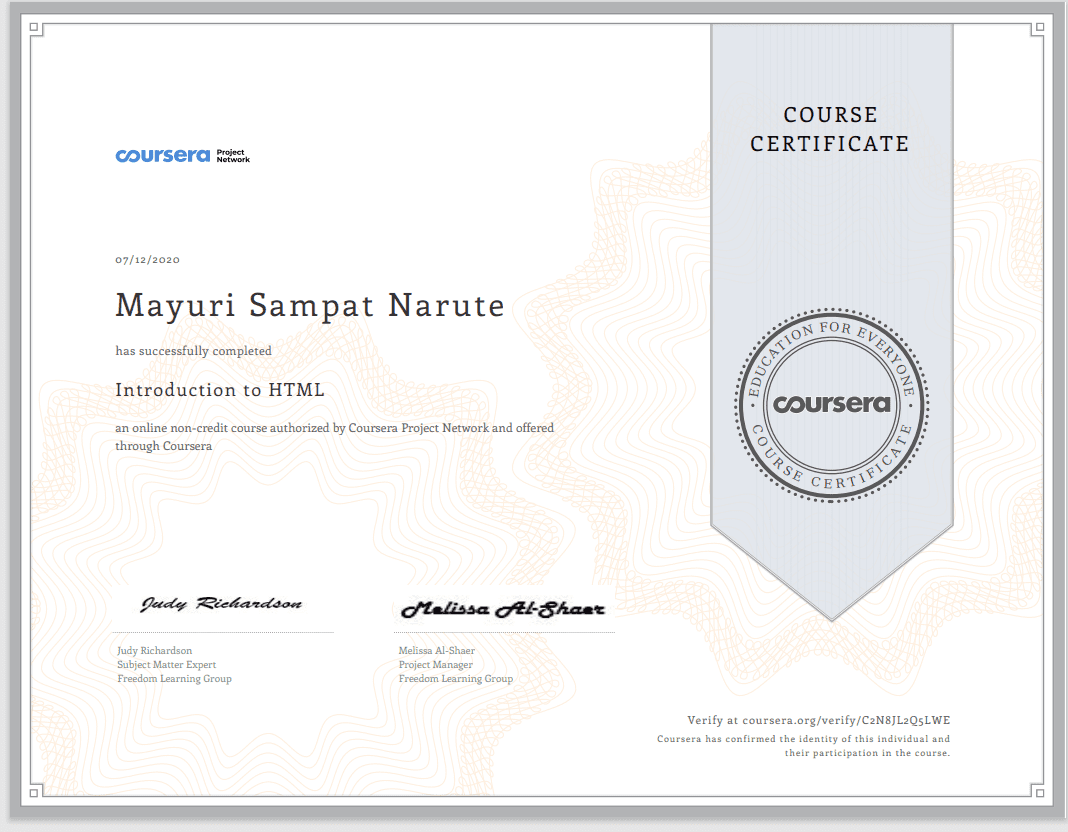 COURSE
CERTIFICATE
coursera Project
Network
07/12/2020
Mayuri Sampat Narute
has successfully completed
Introduction to HTML
an online non-credit course authorized by Coursera Project Network and offered
through Coursera
EDUCATION FOR EVERYONE
coursera
COURSE CERTIFICATE
Judy Richardson
Melissa Al-Shaer
Judy Richardson
Subject Matter Expert
Freedom Learning Group
Melissa Al-Shaer
Project Manager
Freedom Learning Group
Verify at coursera.org/verify/C2N8JL2Q5LWE
Coursera has confirmed the identity of this individual and
their participation in the course.